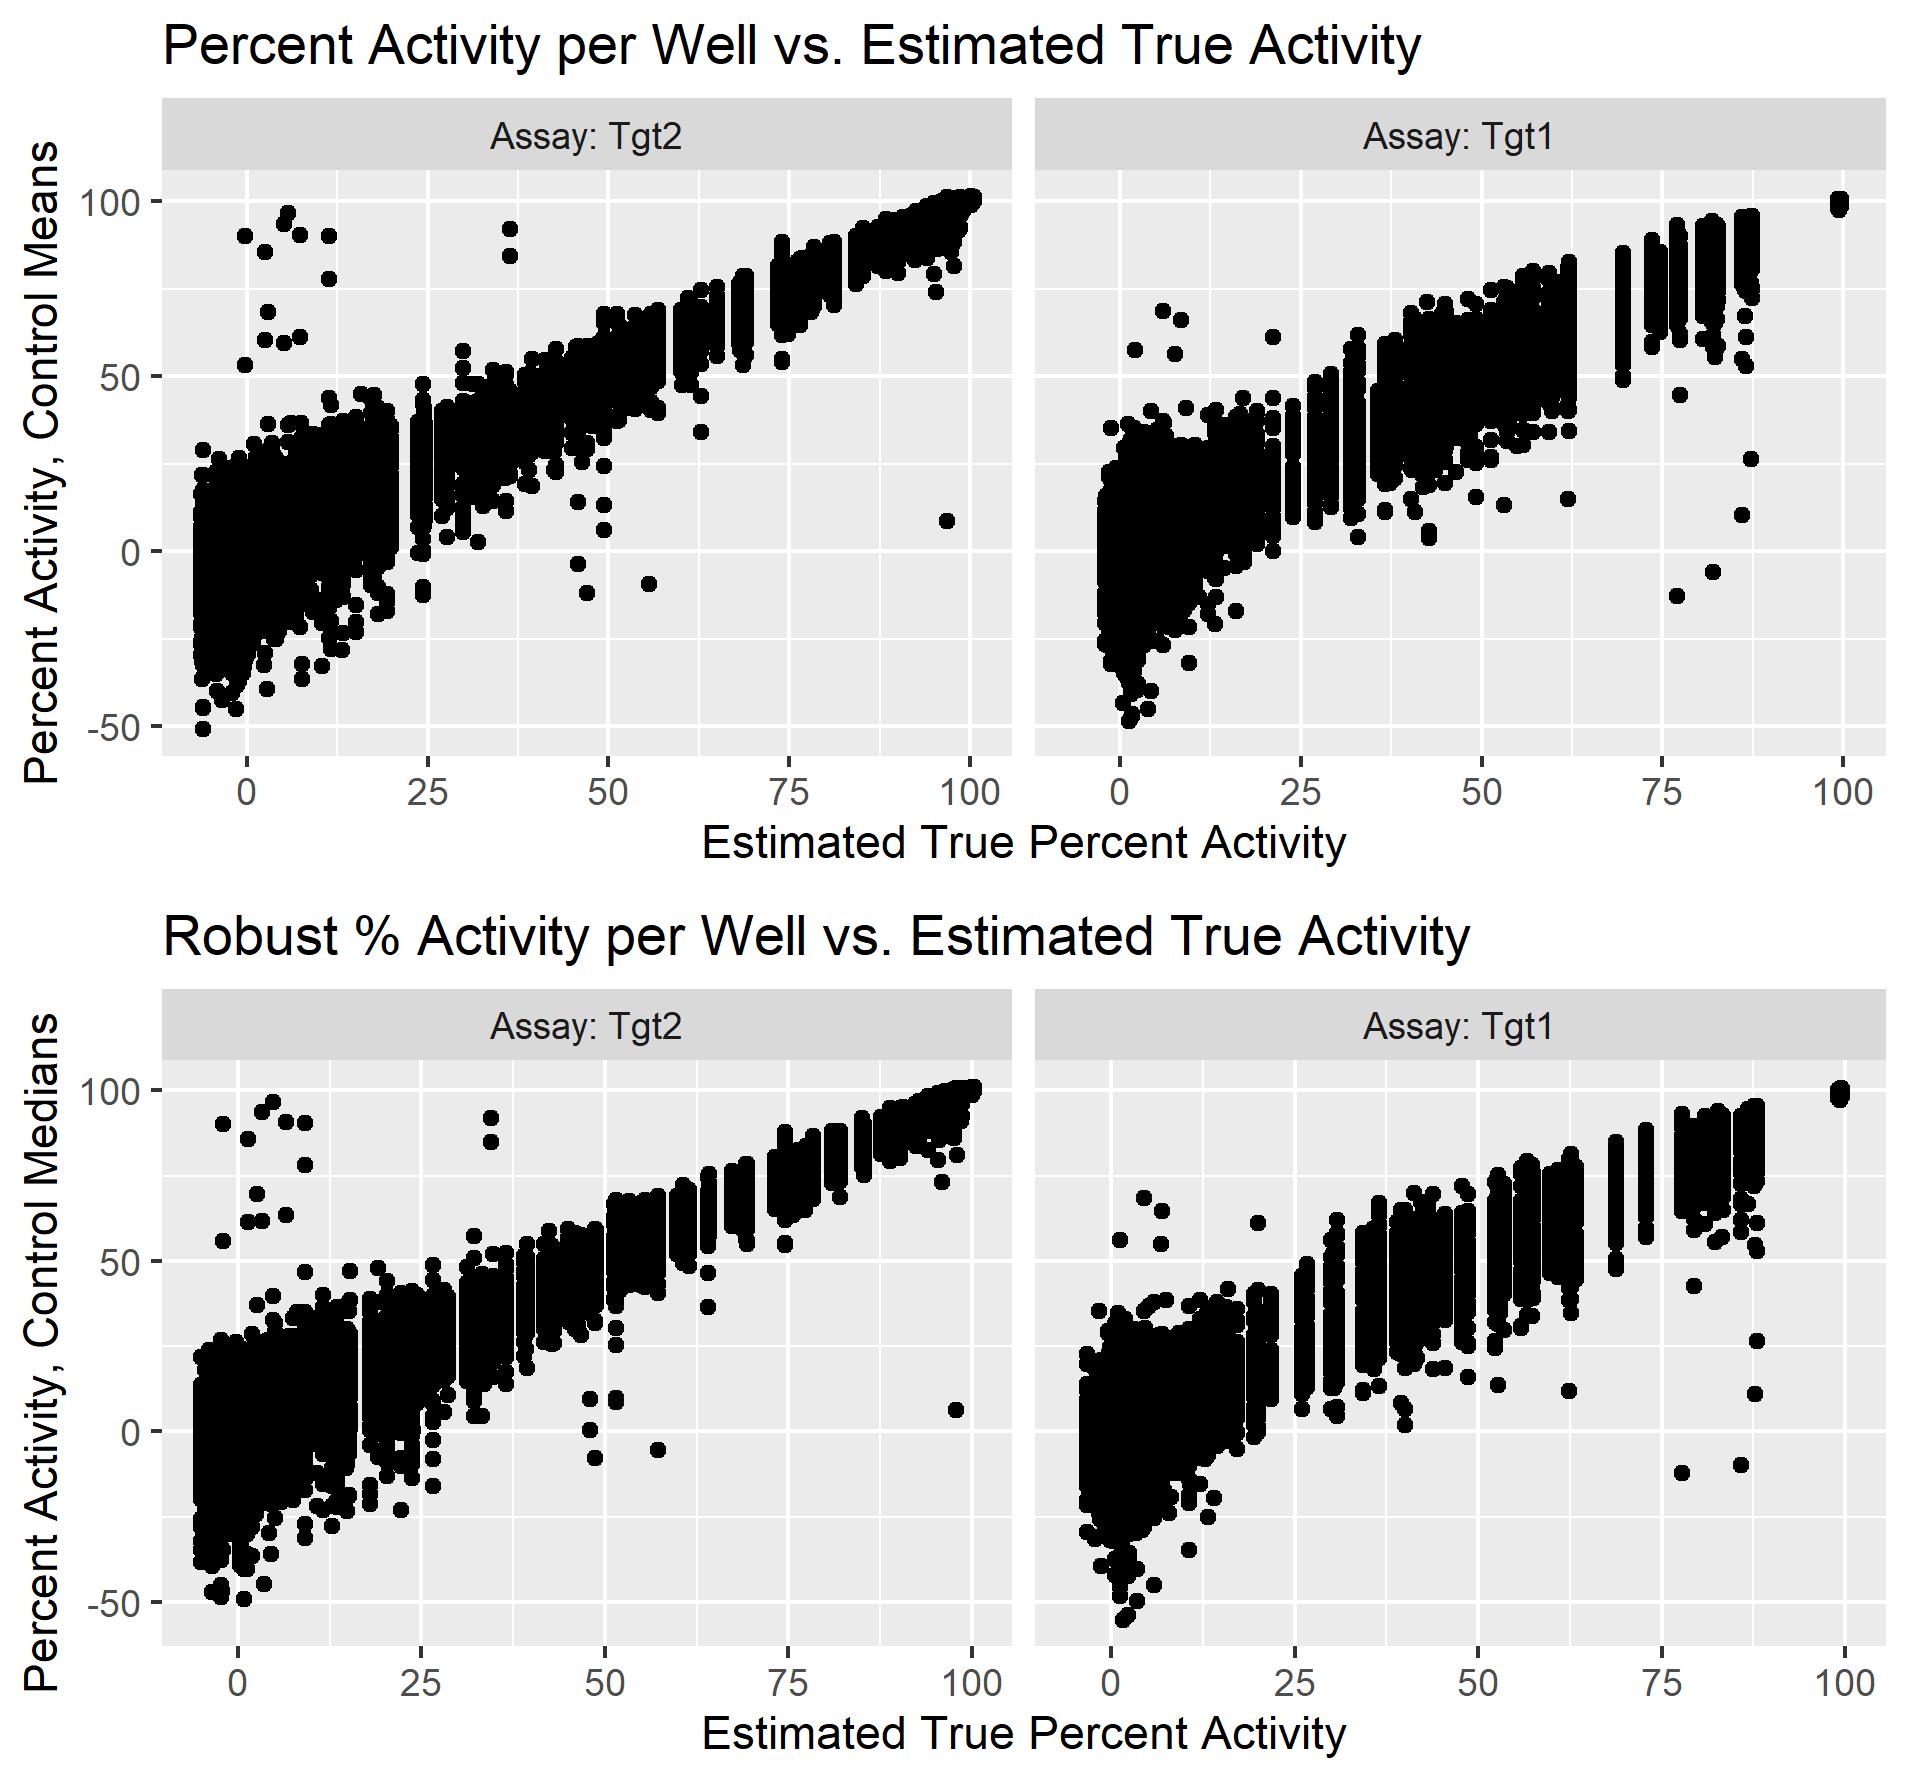 Percent Activity per Well vs. Estimated True Activity
Assay: Tgt2
Assay: Tgt1
Percent Activity, Control Means
100
50
0
-50
0 25 50 75 100
0 25 50 75 100
Estimated True Percent Activity
Robust % Activity per Well vs. Estimated True Activity
Assay: Tgt2
Assay: Tgt1
Percent Activity, Control Medians
100
50
0
-50
0 25 50 75 100
0 25 50 75 100
Estimated True Percent Activity